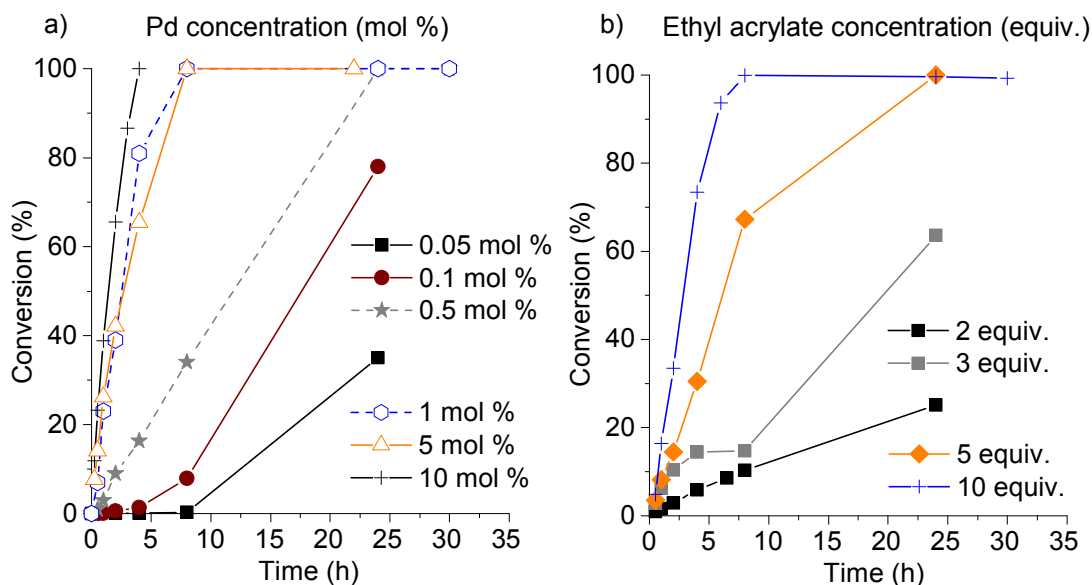 a) Pd concentration (mol %)
100
80
60
40
20
0
Conversion (%)
0 5 10 15 20 25 30 35
Time (h)
0.05 mol %
0.1 mol %
0.5 mol %
1 mol %
5 mol %
10 mol %
b) Ethyl acrylate concentration (equiv.)
100
80
60
40
20
0
Conversion (%)
0 5 10 15 20 25 30 35
Time (h)
2 equiv.
3 equiv.
5 equiv.
10 equiv.